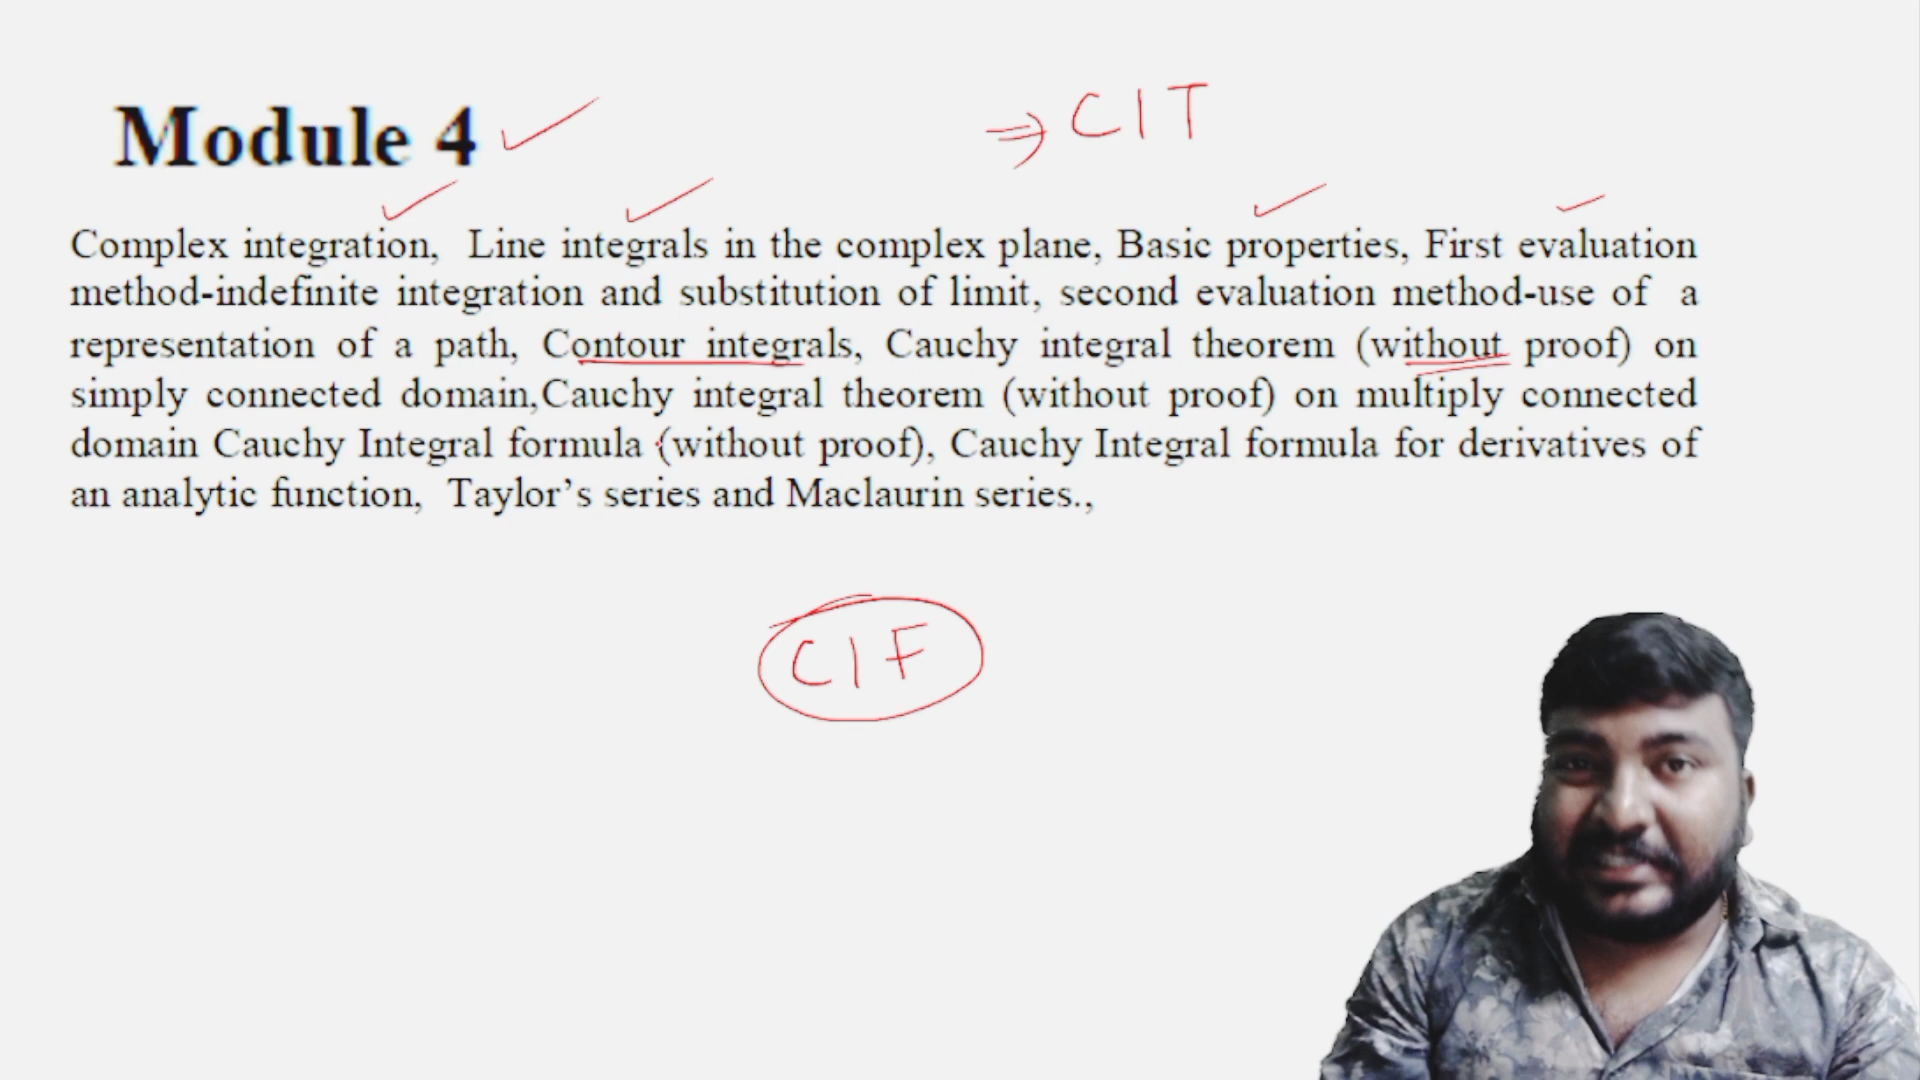 Module 4
⇒ CIT
Complex integration, Line integrals in the complex plane, Basic properties, First evaluation
method-indefinite integration and substitution of limit, second evaluation method-use of a
representation of a path, Contour integrals, Cauchy integral theorem (without proof) on
simply connected domain,Cauchy integral theorem (without proof) on multiply connected
domain Cauchy Integral formula (without proof), Cauchy Integral formula for derivatives of
an analytic function, Taylor’s series and Maclaurin series.,
CIF